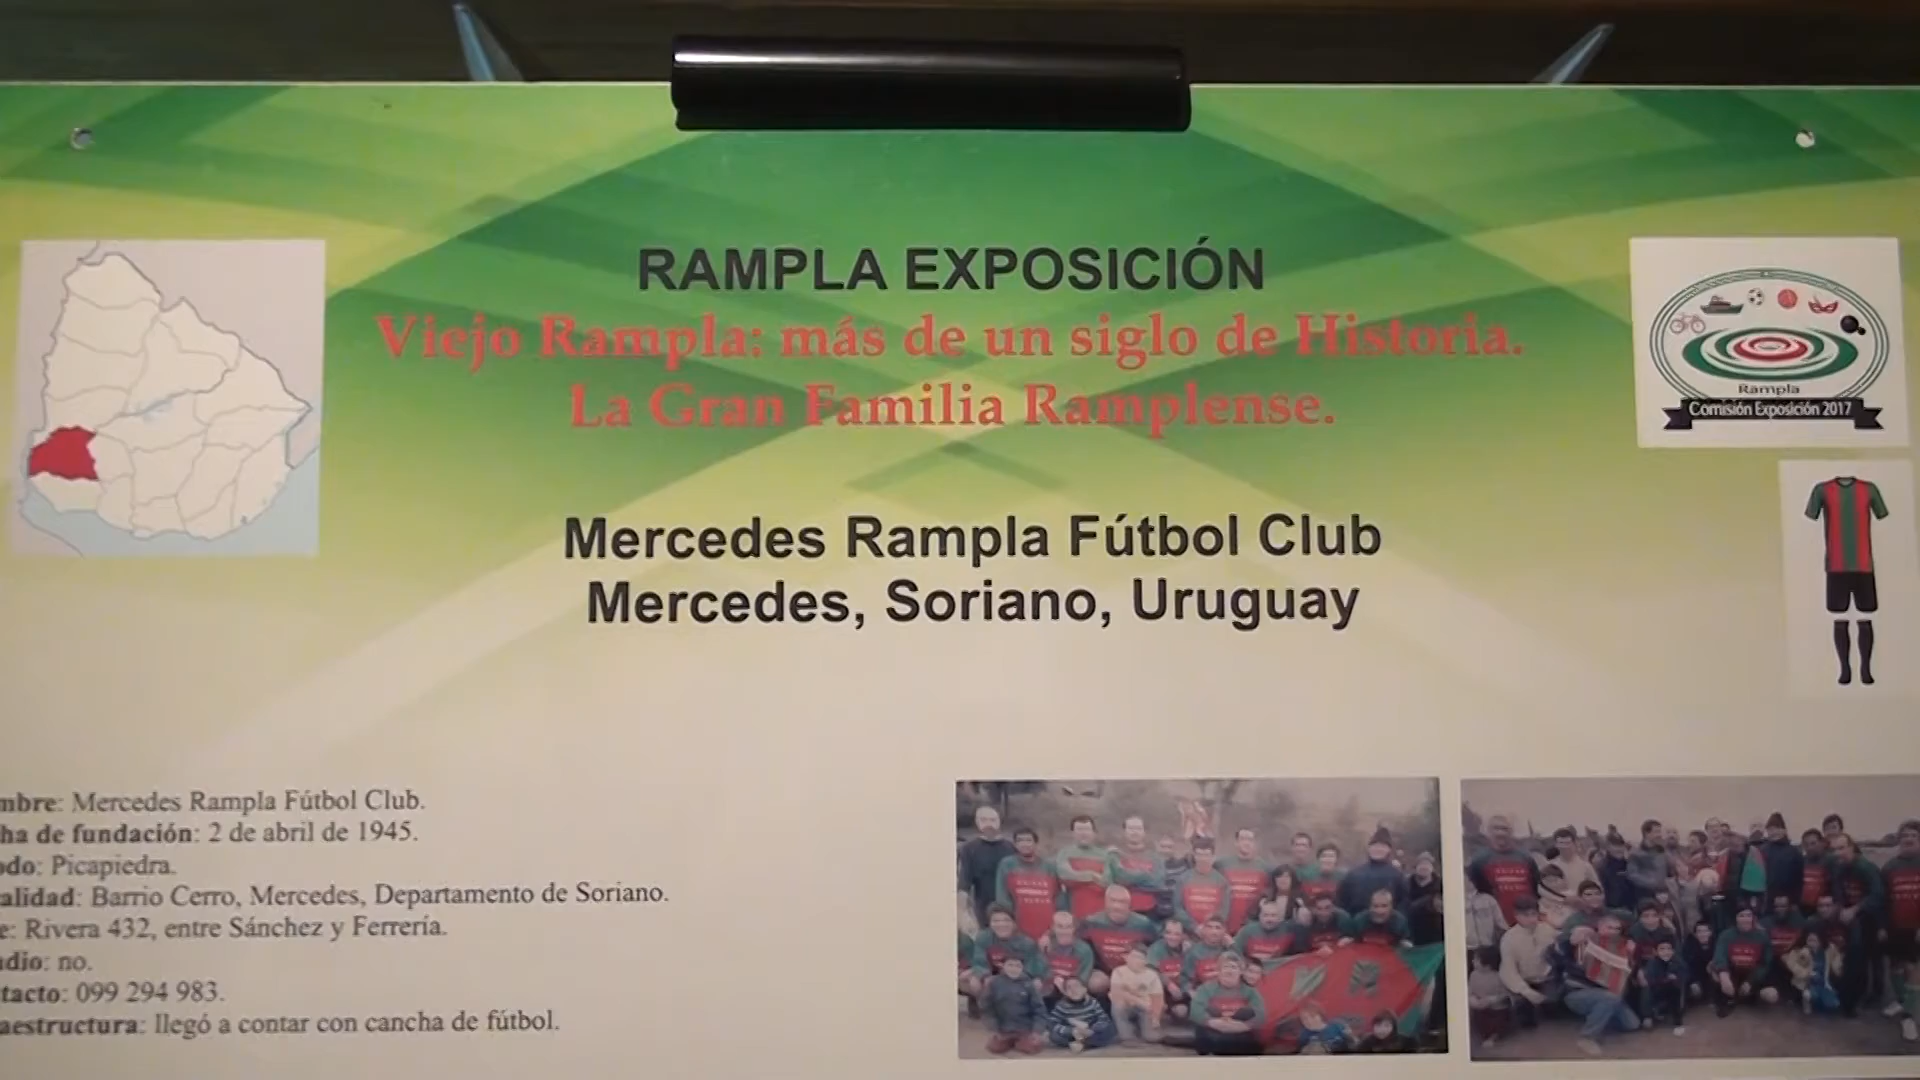 RAMPLA EXPOSICIÓN
Viejo Rampla: más de un siglo de Historia.
La Gran Familia Ramplense.
Rampla
Comisión Exposición 2017
Mercedes Rampla Fútbol Club
Mercedes, Soriano, Uruguay
mbre: Mercedes Rampla Fútbol Club.
ha de fundación: 2 de abril de 1945.
odo: Picapiedra.
alidad: Barrio Cerro, Mercedes, Departamento de Soriano.
e: Rivera 432, entre Sánchez y Ferrería.
adio: no.
tacto: 099 294 983.
aestructura: llegó a contar con cancha de fútbol.